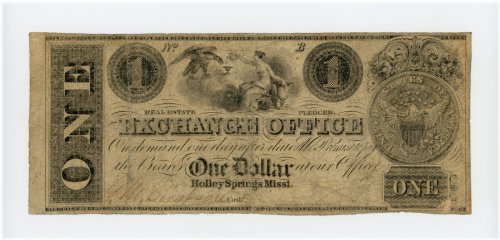 No B
ONE
1 1
REAL ESTATE PLEDGED.
EXCHANGE OFFICE
On demand one day after date We Promise to pay
the Bearer One Dollar at our Office
Holley Springs Missi.
Cash.
ONE